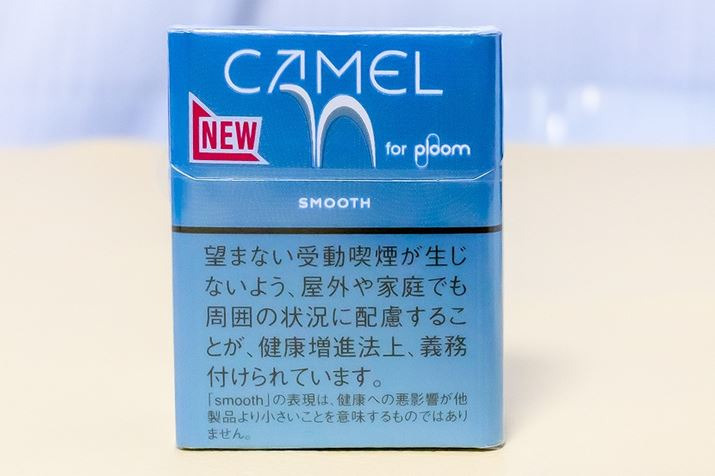 CAMEL
NEW
for ploom
SMOOTH
望まない受動喫煙が生じ
ないよう、屋外や家庭でも
周囲の状況に配慮するこ
とが、健康増進法上、義務
付けられています。
「smooth」の表現は、健康への悪影響が他
製品より小さいことを意味するものではあり
ません。